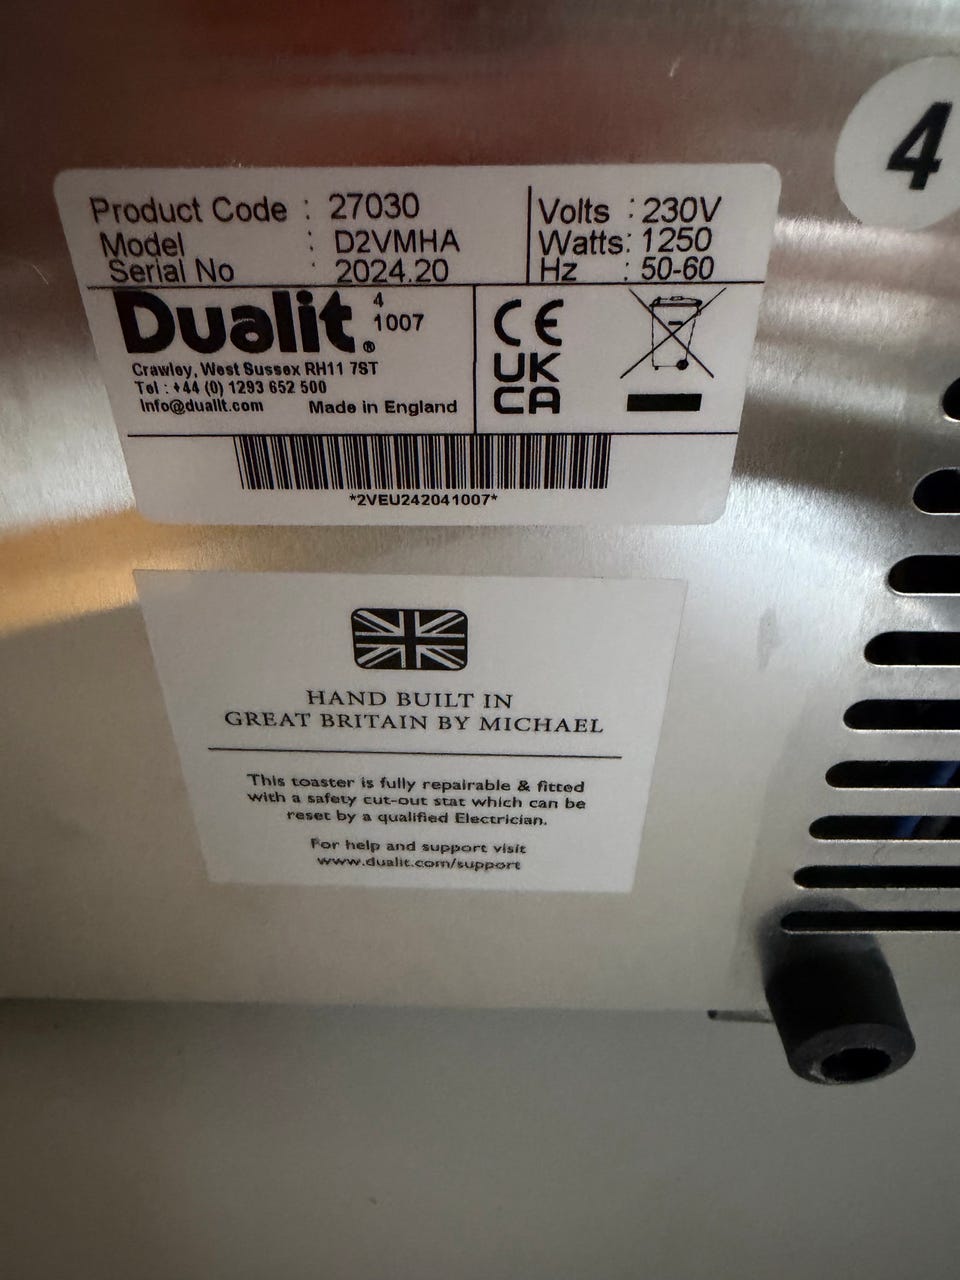 4
Product Code : 27030
Model : D2VMHA
Serial No : 2024.20
Volts : 230V
Watts: 1250
Hz : 50-60
Dualit®
4
1007
Crawley, West Sussex RH11 7ST
Tel : +44 (0) 1293 652 500
Info@dualit.com Made in England
CE
UK
CA
*2VEU242041007*
HAND BUILT IN
GREAT BRITAIN BY MICHAEL
This toaster is fully repairable & fitted
with a safety cut-out stat which can be
reset by a qualified Electrician.
For help and support visit
www.dualit.com/support